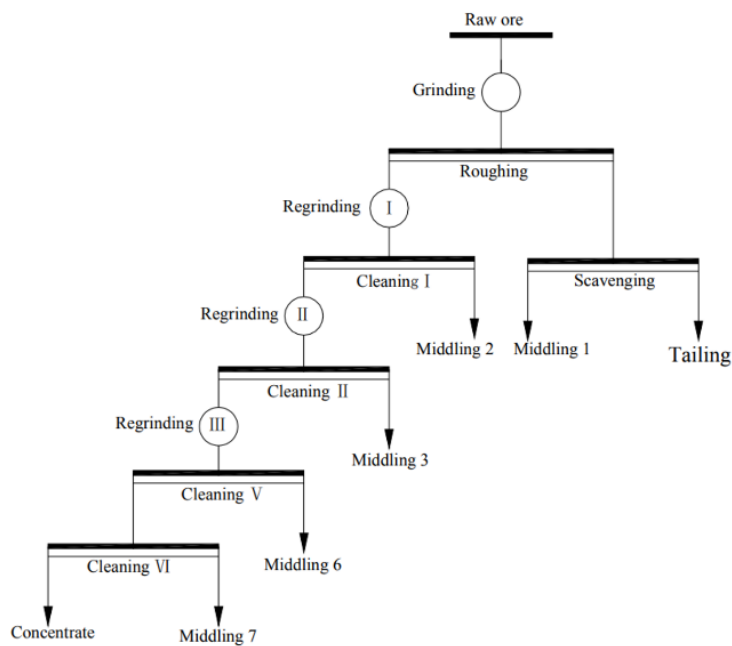 Raw ore
Grinding
Roughing
Regrinding
Ⅰ
Cleaning Ⅰ
Scavenging
Regrinding
Ⅱ
Middling 2
Middling 1
Tailing
Cleaning Ⅱ
Regrinding
Ⅲ
Middling 3
Cleaning Ⅴ
Cleaning Ⅵ
Middling 6
Concentrate
Middling 7